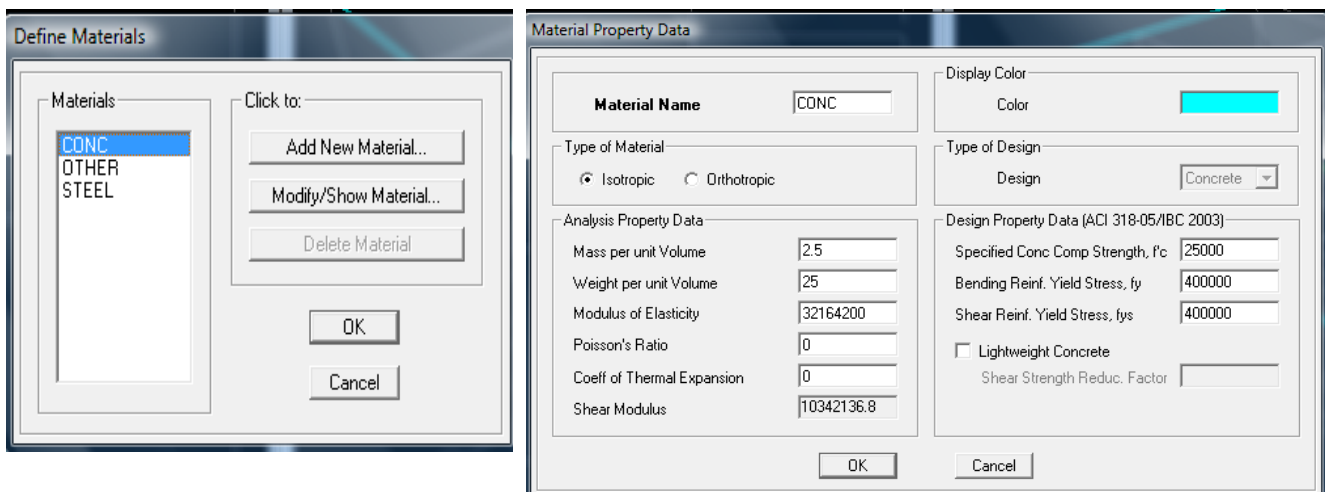 Define Materials
Materials
CONC
OTHER
STEEL
Click to:
Add New Material...
Modify/Show Material...
Delete Material
OK
Cancel
Material Property Data
Material Name CONC
Display Color
Color
Type of Material
Isotropic Orthotropic
Type of Design
Design Concrete
Analysis Property Data
Mass per unit Volume 2.5
Weight per unit Volume 25
Modulus of Elasticity 32164200
Poisson's Ratio 0
Coeff of Thermal Expansion 0
Shear Modulus 10342136.8
Design Property Data (ACI 318-05/IBC 2003)
Specified Conc Comp Strength, f'c 25000
Bending Reinf. Yield Stress, fy 400000
Shear Reinf. Yield Stress, fys 400000
Lightweight Concrete
Shear Strength Reduc. Factor
OK
Cancel